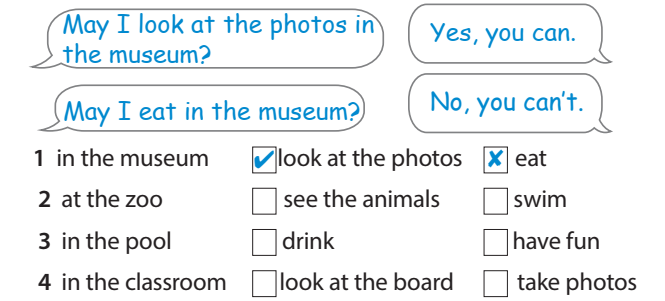 May I look at the photos in
the museum?
Yes, you can.
May I eat in the museum?
No, you can't.
1 in the museum ✔ look at the photos ✘ eat
2 at the zoo see the animals swim
3 in the pool drink have fun
4 in the classroom look at the board take photos